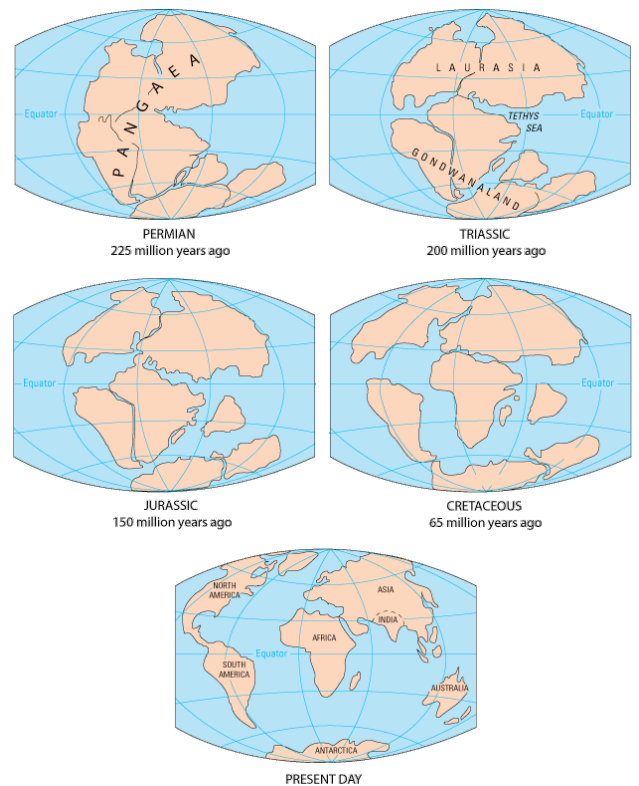 PANGAEA
Equator
PERMIAN
225 million years ago
LAURASIA
TETHYS
SEA
Equator
GONDWANALAND
TRIASSIC
200 million years ago
Equator
JURASSIC
150 million years ago
Equator
CRETACEOUS
65 million years ago
NORTH
AMERICA
ASIA
INDIA
AFRICA
Equator
SOUTH
AMERICA
AUSTRALIA
ANTARCTICA
PRESENT DAY